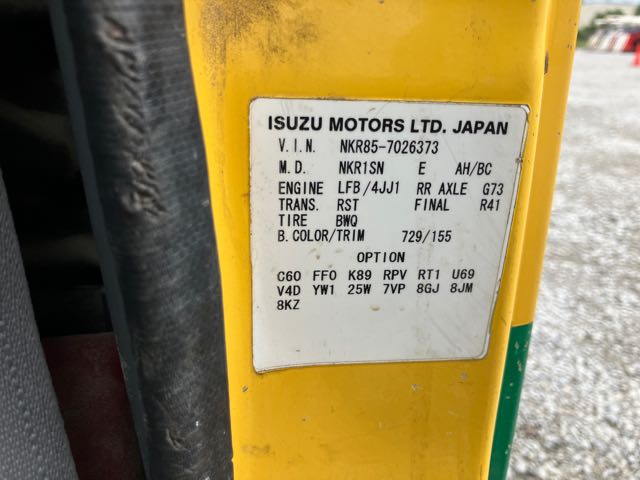 ISUZU MOTORS LTD. JAPAN
V.I.N. NKR85-7026373
M.D. NKR1SN E AH/BC
ENGINE LFB/4JJ1 RR AXLE G73
TRANS. RST FINAL R41
TIRE BWQ
B.COLOR/TRIM 729/155
OPTION
C60 FFO K89 RPV RT1 U69
V4D YW1 25W 7VP 8GJ 8JM
8KZ